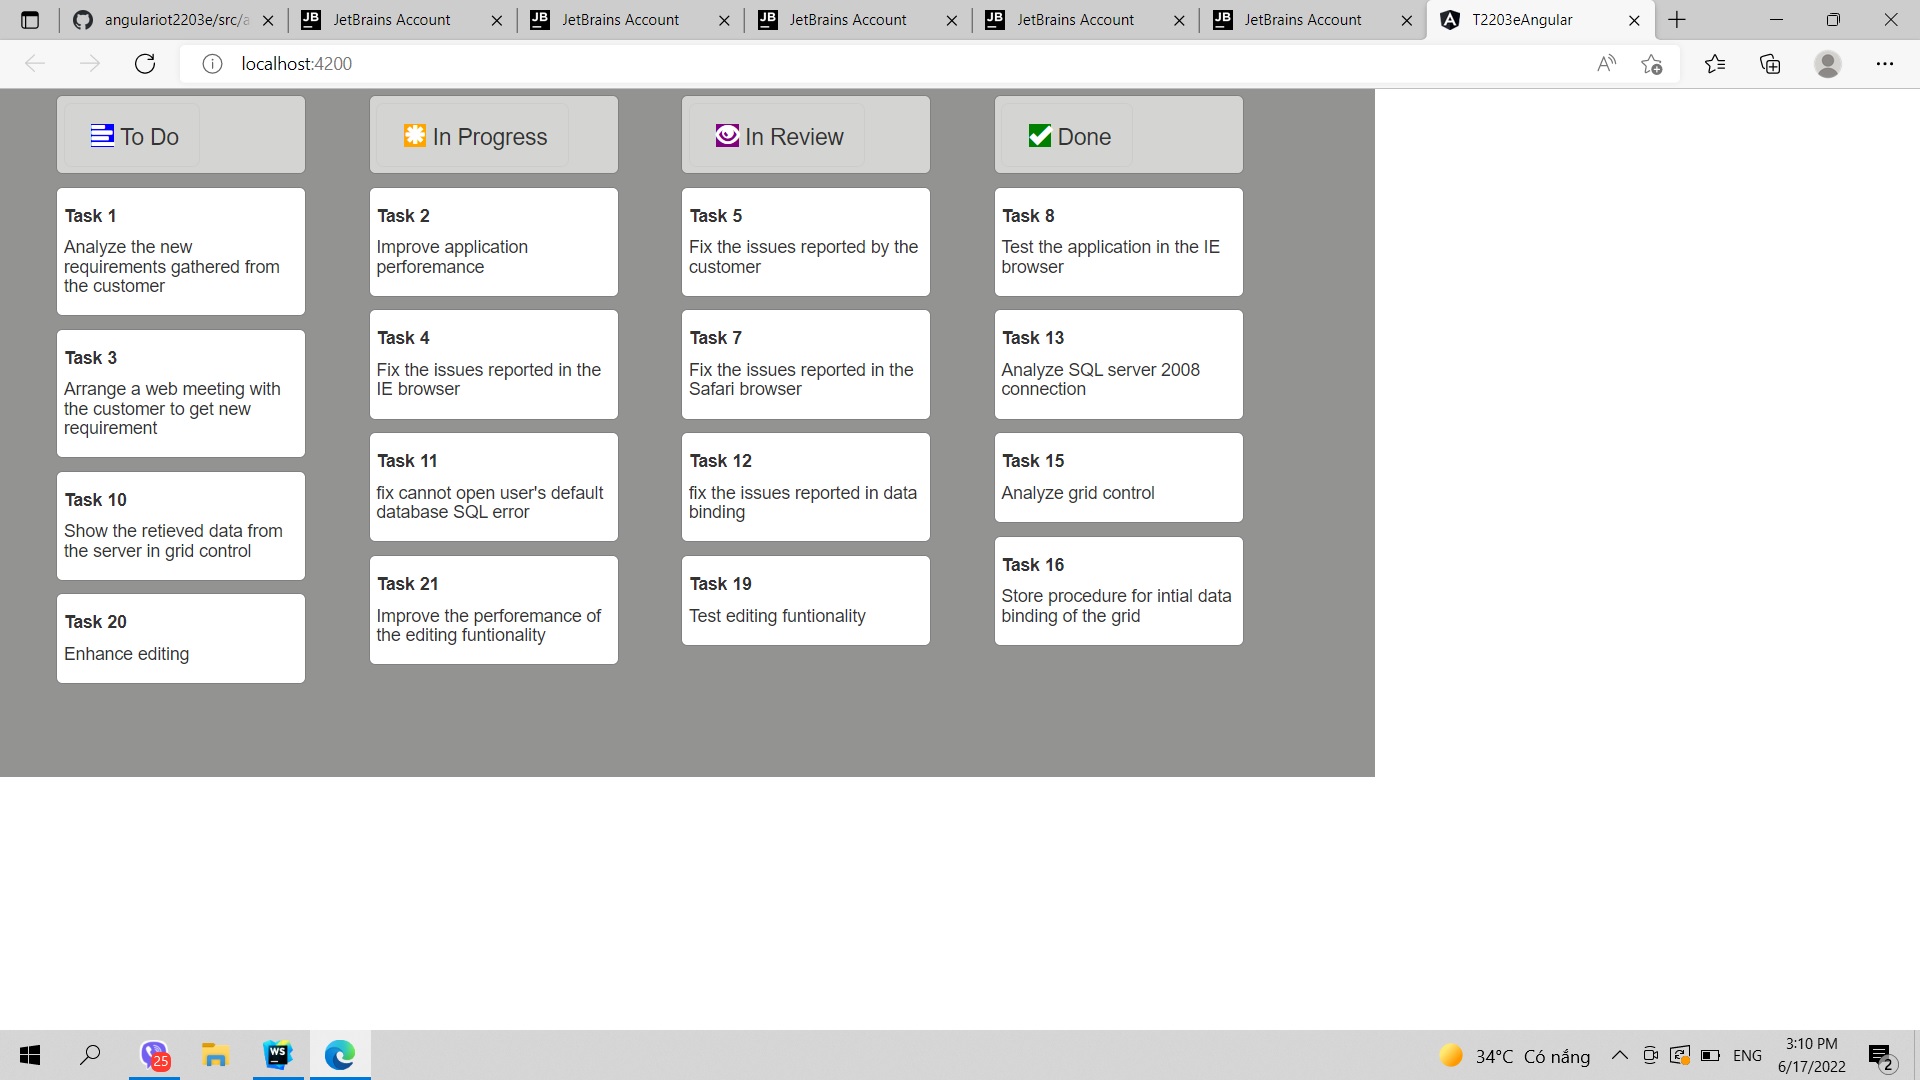 angulariot2203e/src/a
JetBrains Account
JetBrains Account
JetBrains Account
JetBrains Account
JetBrains Account
T2203eAngular
localhost:4200
To Do
Task 1
Analyze the new
requirements gathered from
the customer
Task 3
Arrange a web meeting with
the customer to get new
requirement
Task 10
Show the retieved data from
the server in grid control
Task 20
Enhance editing
In Progress
Task 2
Improve application
perforemance
Task 4
Fix the issues reported in the
IE browser
Task 11
fix cannot open user's default
database SQL error
Task 21
Improve the perforemance of
the editing funtionality
In Review
Task 5
Fix the issues reported by the
customer
Task 7
Fix the issues reported in the
Safari browser
Task 12
fix the issues reported in data
binding
Task 19
Test editing funtionality
Done
Task 8
Test the application in the IE
browser
Task 13
Analyze SQL server 2008
connection
Task 15
Analyze grid control
Task 16
Store procedure for intial data
binding of the grid
25
WS
34°C Có nắng
ENG
3:10 PM
6/17/2022
2